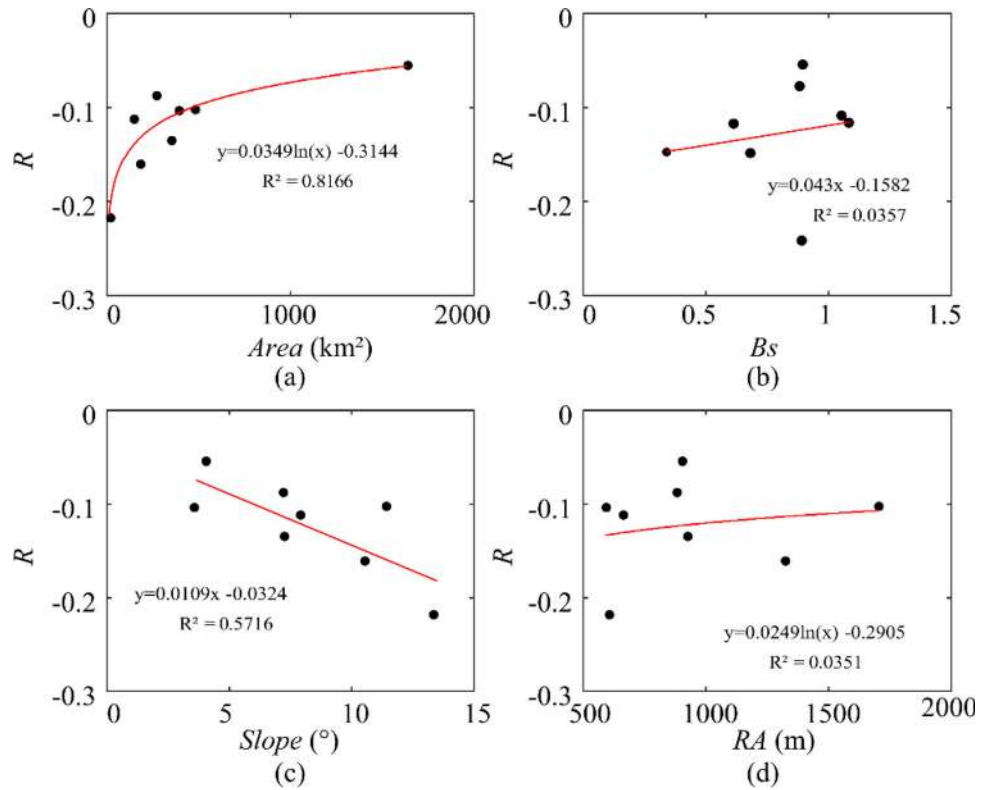 0
-0.1
-0.2
-0.3
R
y=0.0349ln(x) -0.3144
R² = 0.8166
0 1000 2000
Area (km²)
(a)
0
-0.1
-0.2
-0.3
R
y=0.043x -0.1582
R² = 0.0357
0 0.5 1 1.5
Bs
(b)
0
-0.1
-0.2
-0.3
R
y=0.0109x -0.0324
R² = 0.5716
0 5 10 15
Slope (°)
(c)
0
-0.1
-0.2
-0.3
R
y=0.0249ln(x) -0.2905
R² = 0.0351
500 1000 1500 2000
RA (m)
(d)